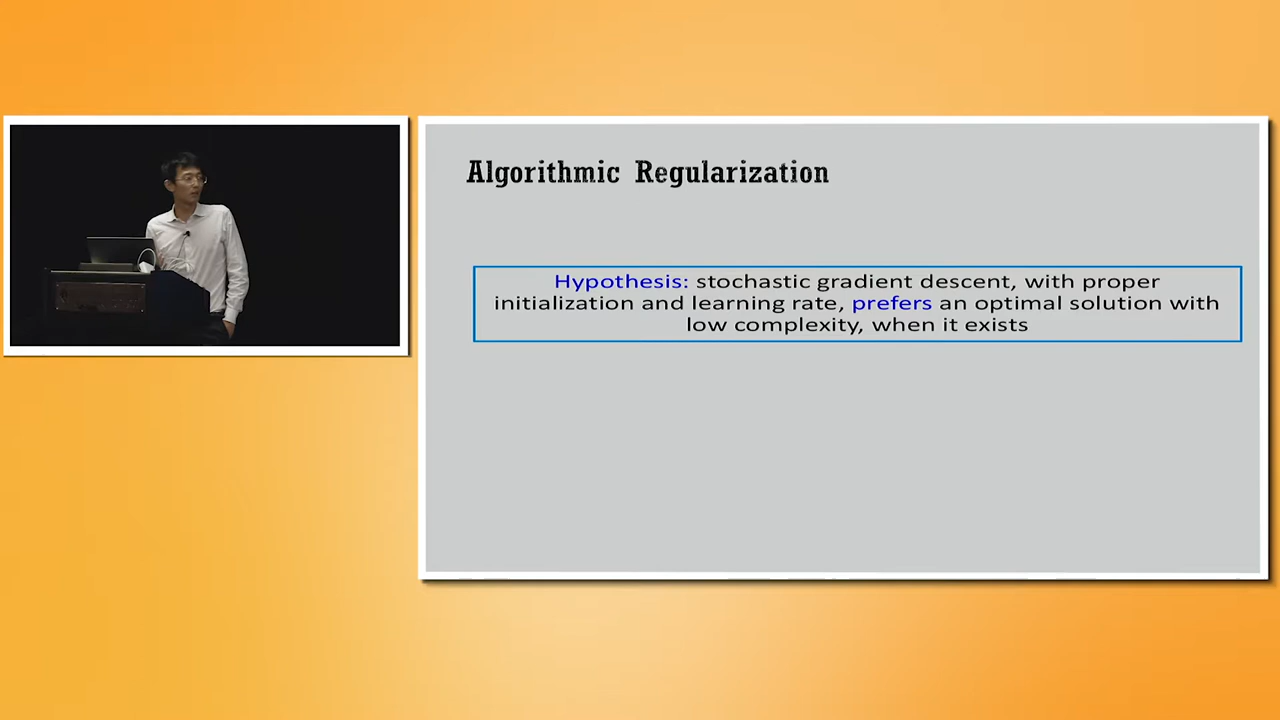 Algorithmic Regularization
Hypothesis: stochastic gradient descent, with proper
initialization and learning rate, prefers an optimal solution with
low complexity, when it exists